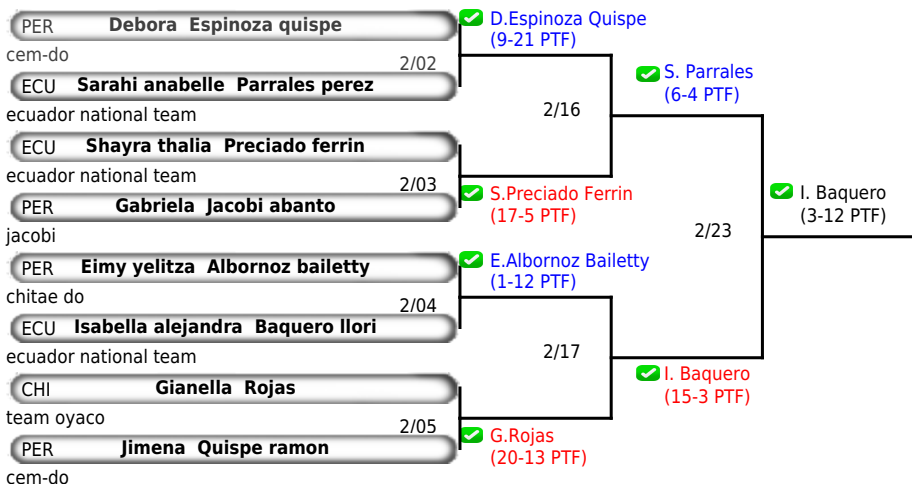 PER Debora Espinoza quispe
D.Espinoza Quispe
(9-21 PTF)
cem-do
2/02
S. Parrales
(6-4 PTF)
ECU Sarahi anabelle Parrales perez
ecuador national team
2/16
ECU Shayra thalia Preciado ferrin
ecuador national team
2/03
S.Preciado Ferrin
(17-5 PTF)
I. Baquero
(3-12 PTF)
PER Gabriela Jacobi abanto
jacobi
2/23
PER Eimy yelitza Albornoz bailetty
E.Albornoz Bailetty
(1-12 PTF)
chitae do
2/04
ECU Isabella alejandra Baquero llori
ecuador national team
2/17
CHI Gianella Rojas
I. Baquero
(15-3 PTF)
team oyaco
2/05
G.Rojas
(20-13 PTF)
PER Jimena Quispe ramon
cem-do